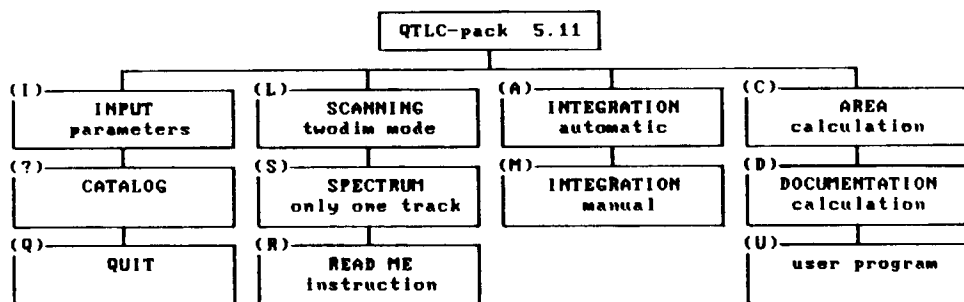 QTLC-pack 5.11
(I) (L) (A) (C)
INPUT SCANNING INTEGRATION AREA
parameters twodim mode automatic calculation
(?) (S) (M) (D)
CATALOG SPECTRUM INTEGRATION DOCUMENTATION
only one track manual calculation
(Q) (R) (U)
QUIT READ ME user program
instruction